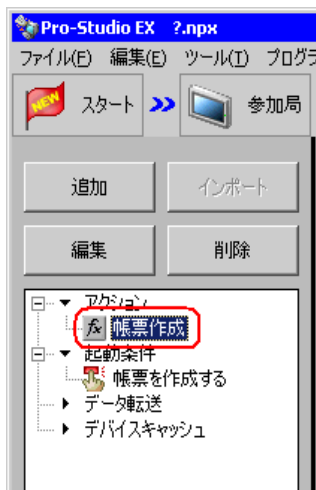 Pro-Studio EX ?.npx
ファイル(F) 編集(E) ツール(T) プログラ
NEW スタート 参加局
追加 インポート
編集 削除
アクション
fx 帳票作成
起動条件
帳票を作成する
データ転送
デバイスキャッシュ